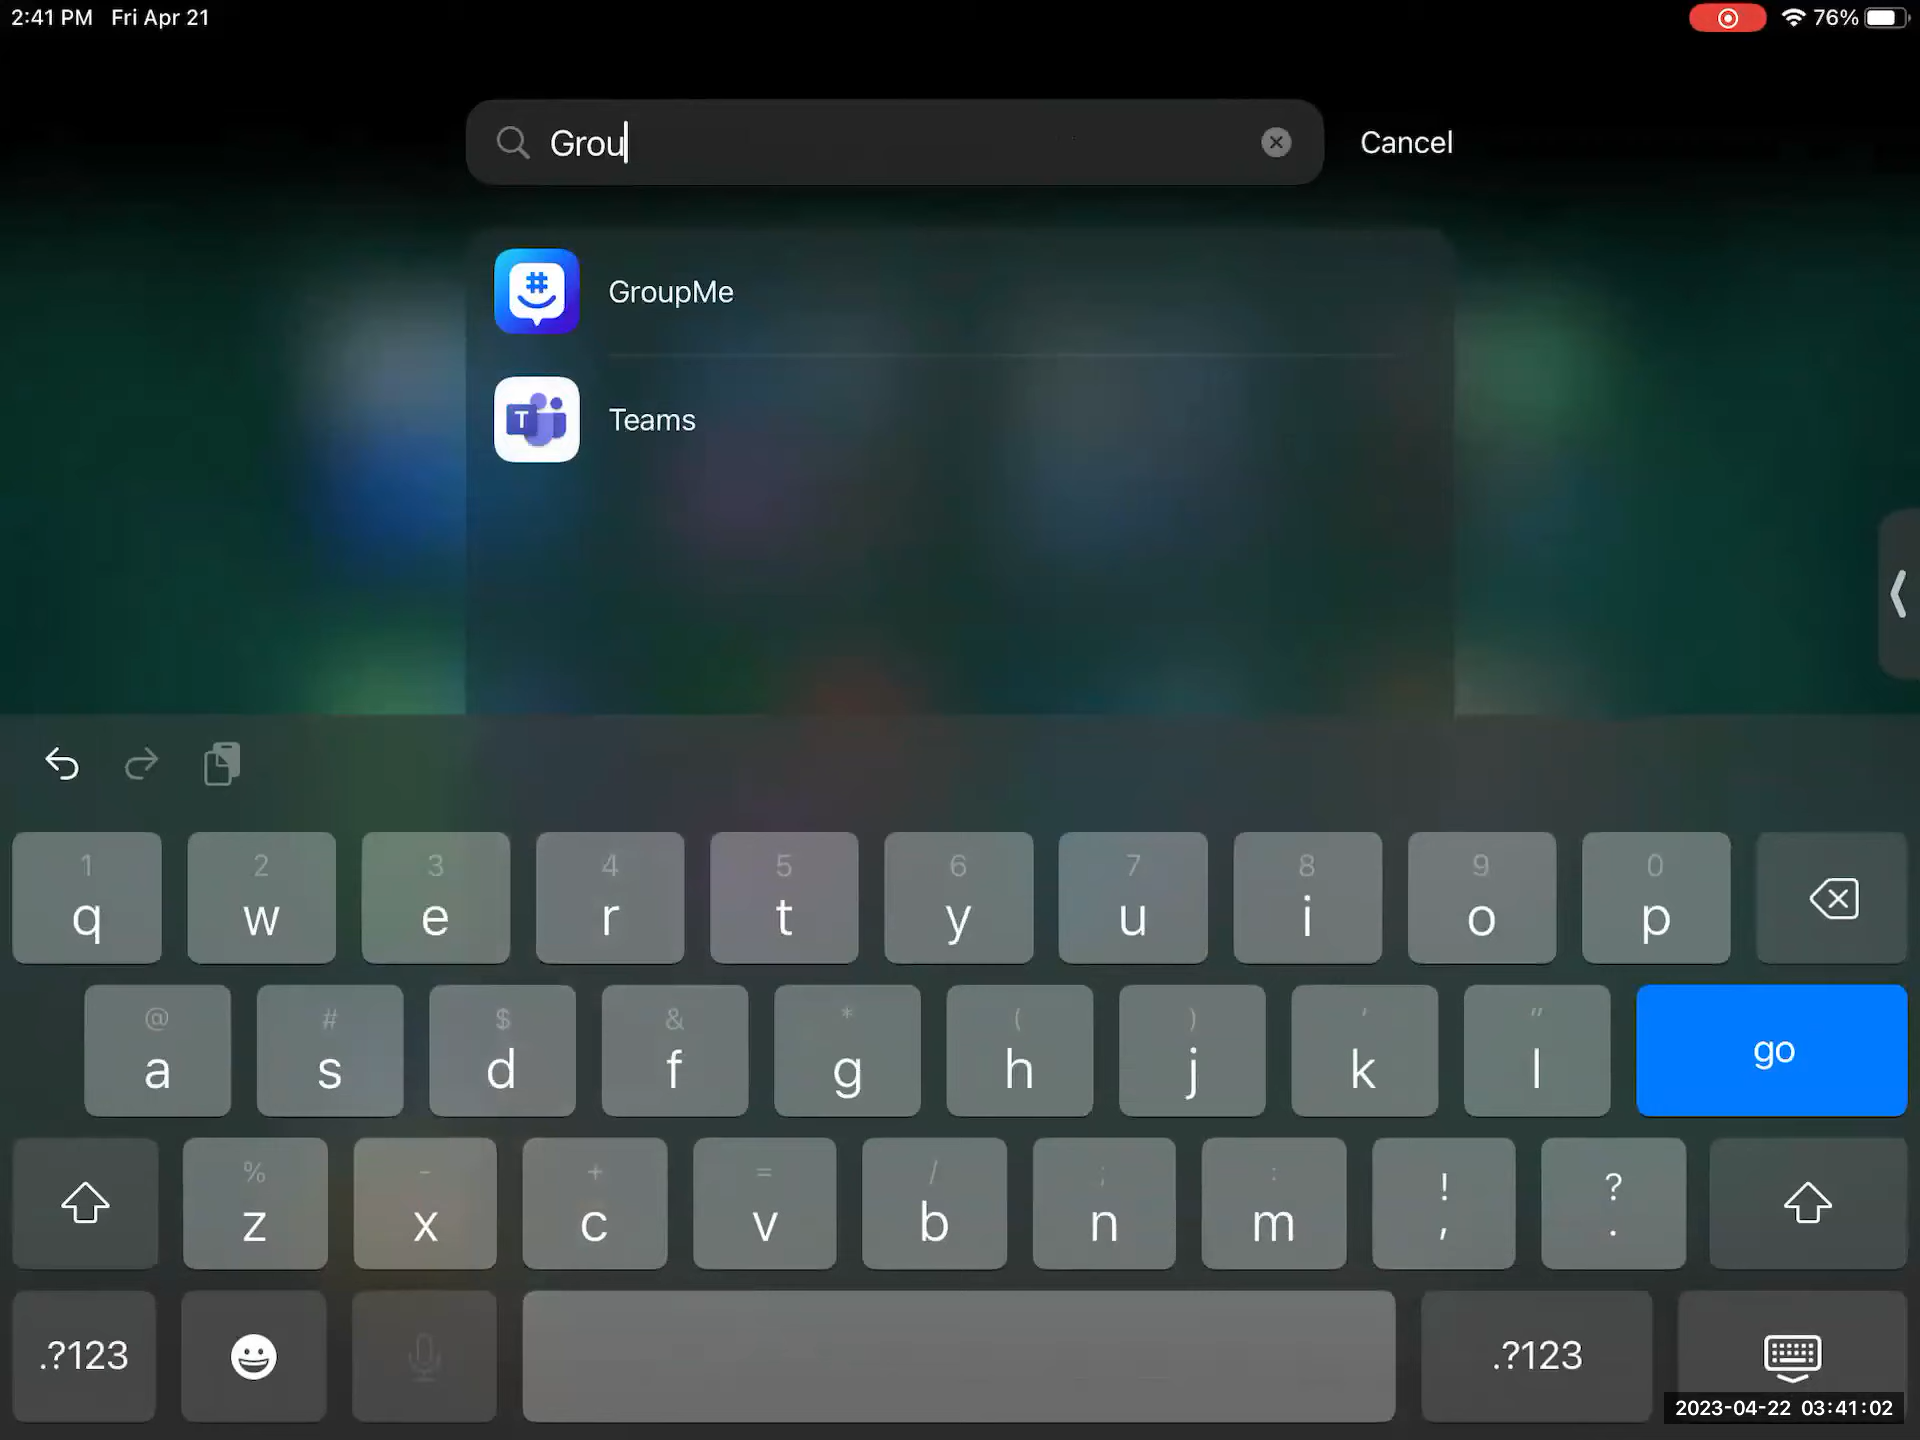 2:41 PM Fri Apr 21
76%
Grou
Cancel
#
GroupMe
T
Teams
1 2 3 4 5 6 7 8 9 0
q w e r t y u i o p
@ # $ & * ( ) ' "
a s d f g h j k l go
% - + = / ; : ! ?
z x c v b n m , .
.?123 .?123
2023-04-22 03:41:02